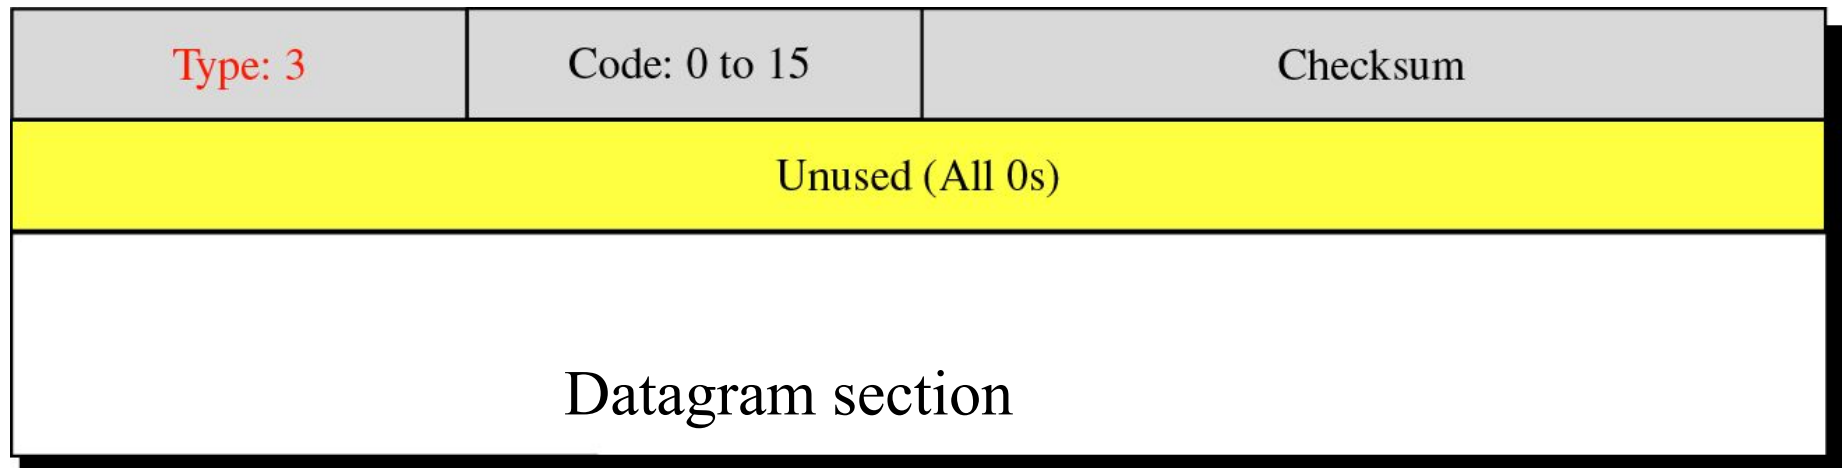 Type: 3
Code: 0 to 15
Checksum
Unused (All 0s)
Datagram section